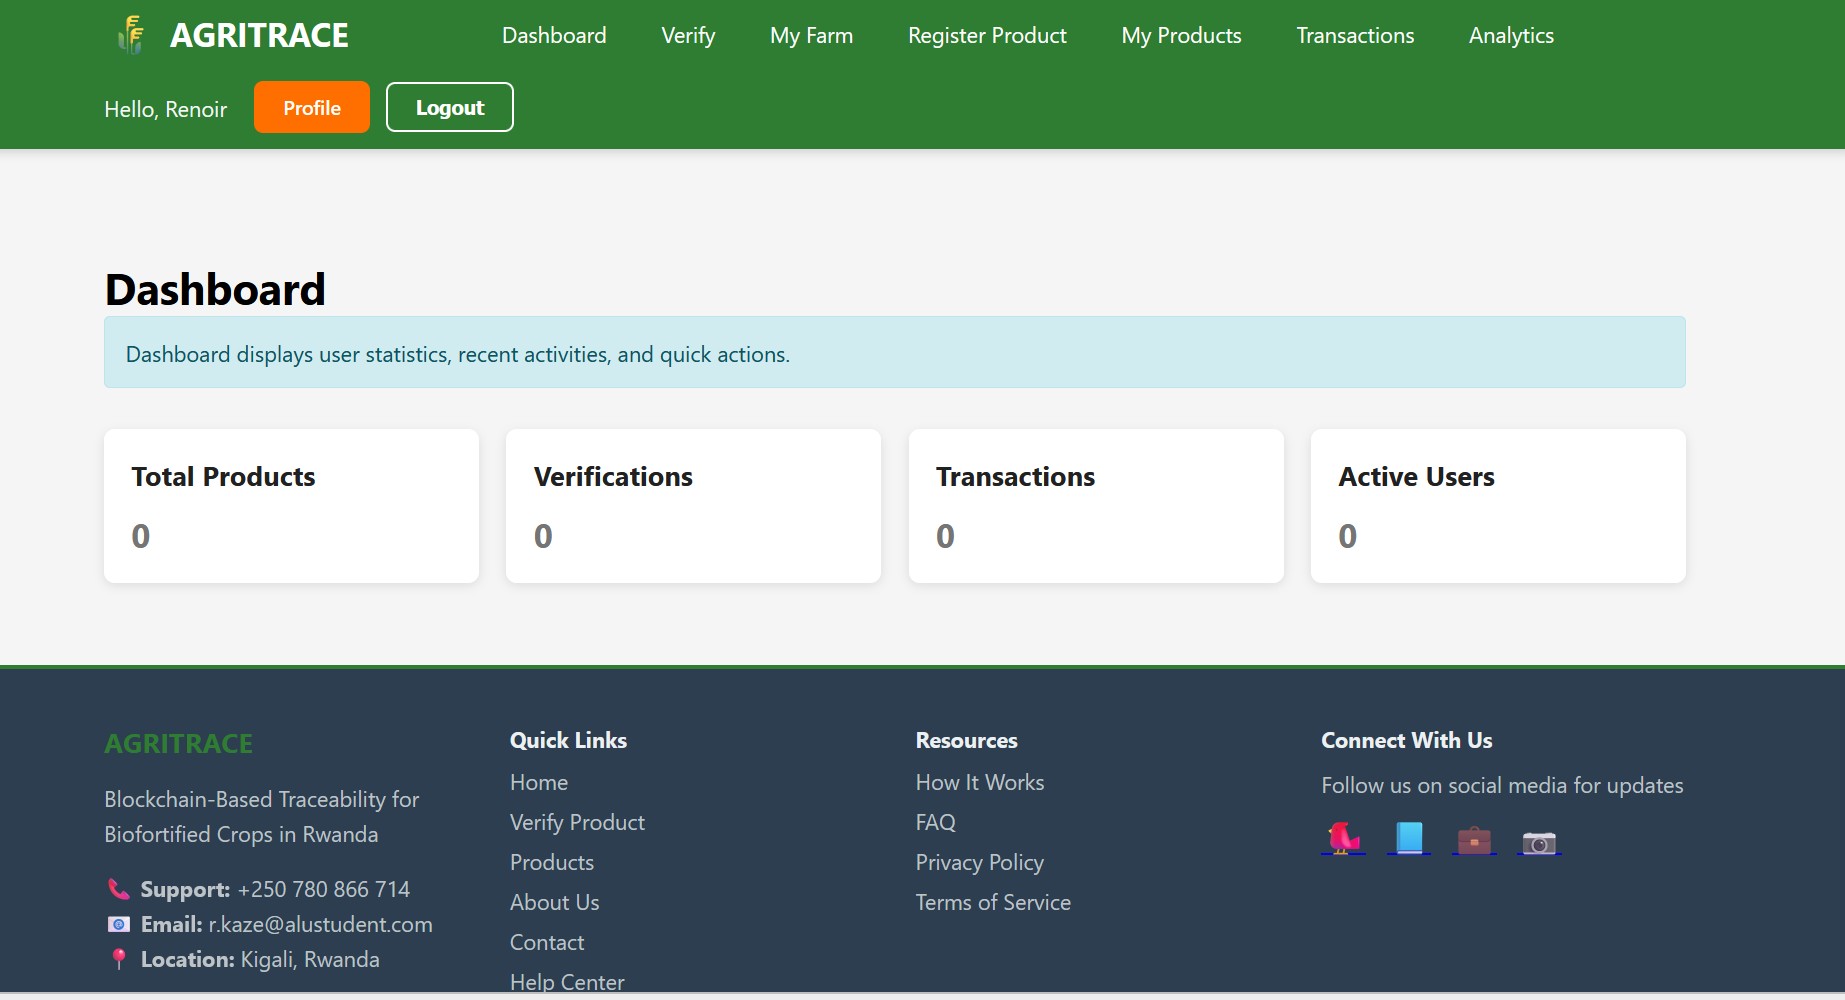 AGRITRACE
Dashboard
Verify
My Farm
Register Product
My Products
Transactions
Analytics
Hello, Renoir
Profile
Logout
Dashboard
Dashboard displays user statistics, recent activities, and quick actions.
Total Products
0
Verifications
0
Transactions
0
Active Users
0
AGRITRACE
Blockchain-Based Traceability for
Biofortified Crops in Rwanda
Support: +250 780 866 714
Email: r.kaze@alustudent.com
Location: Kigali, Rwanda
Quick Links
Home
Verify Product
Products
About Us
Contact
Help Center
Resources
How It Works
FAQ
Privacy Policy
Terms of Service
Connect With Us
Follow us on social media for updates